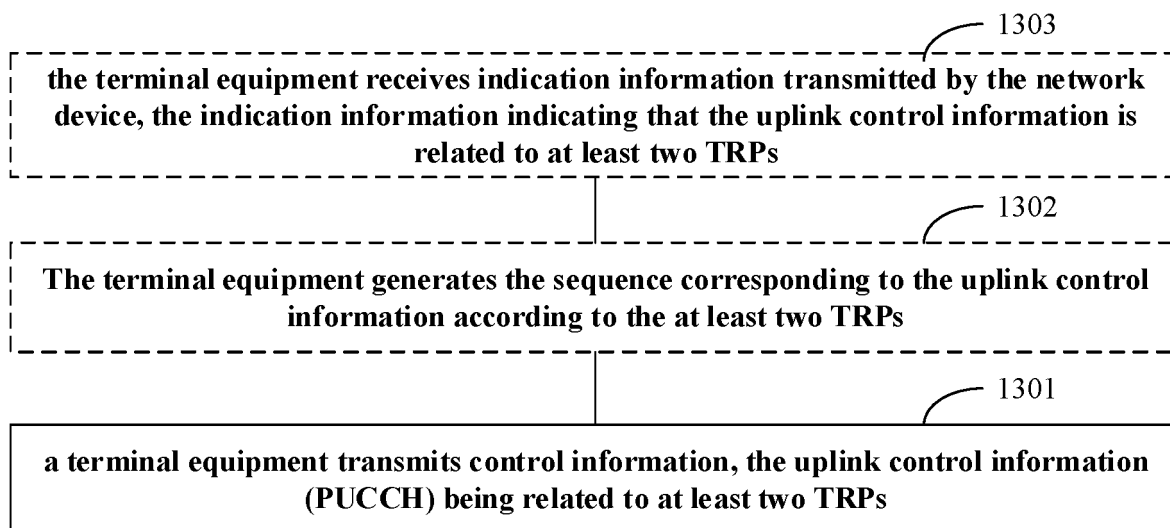 1303
the terminal equipment receives indication information transmitted by the network
device, the indication information indicating that the uplink control information is
related to at least two TRPs
1302
The terminal equipment generates the sequence corresponding to the uplink control
information according to the at least two TRPs
1301
a terminal equipment transmits control information, the uplink control information
(PUCCH) being related to at least two TRPs